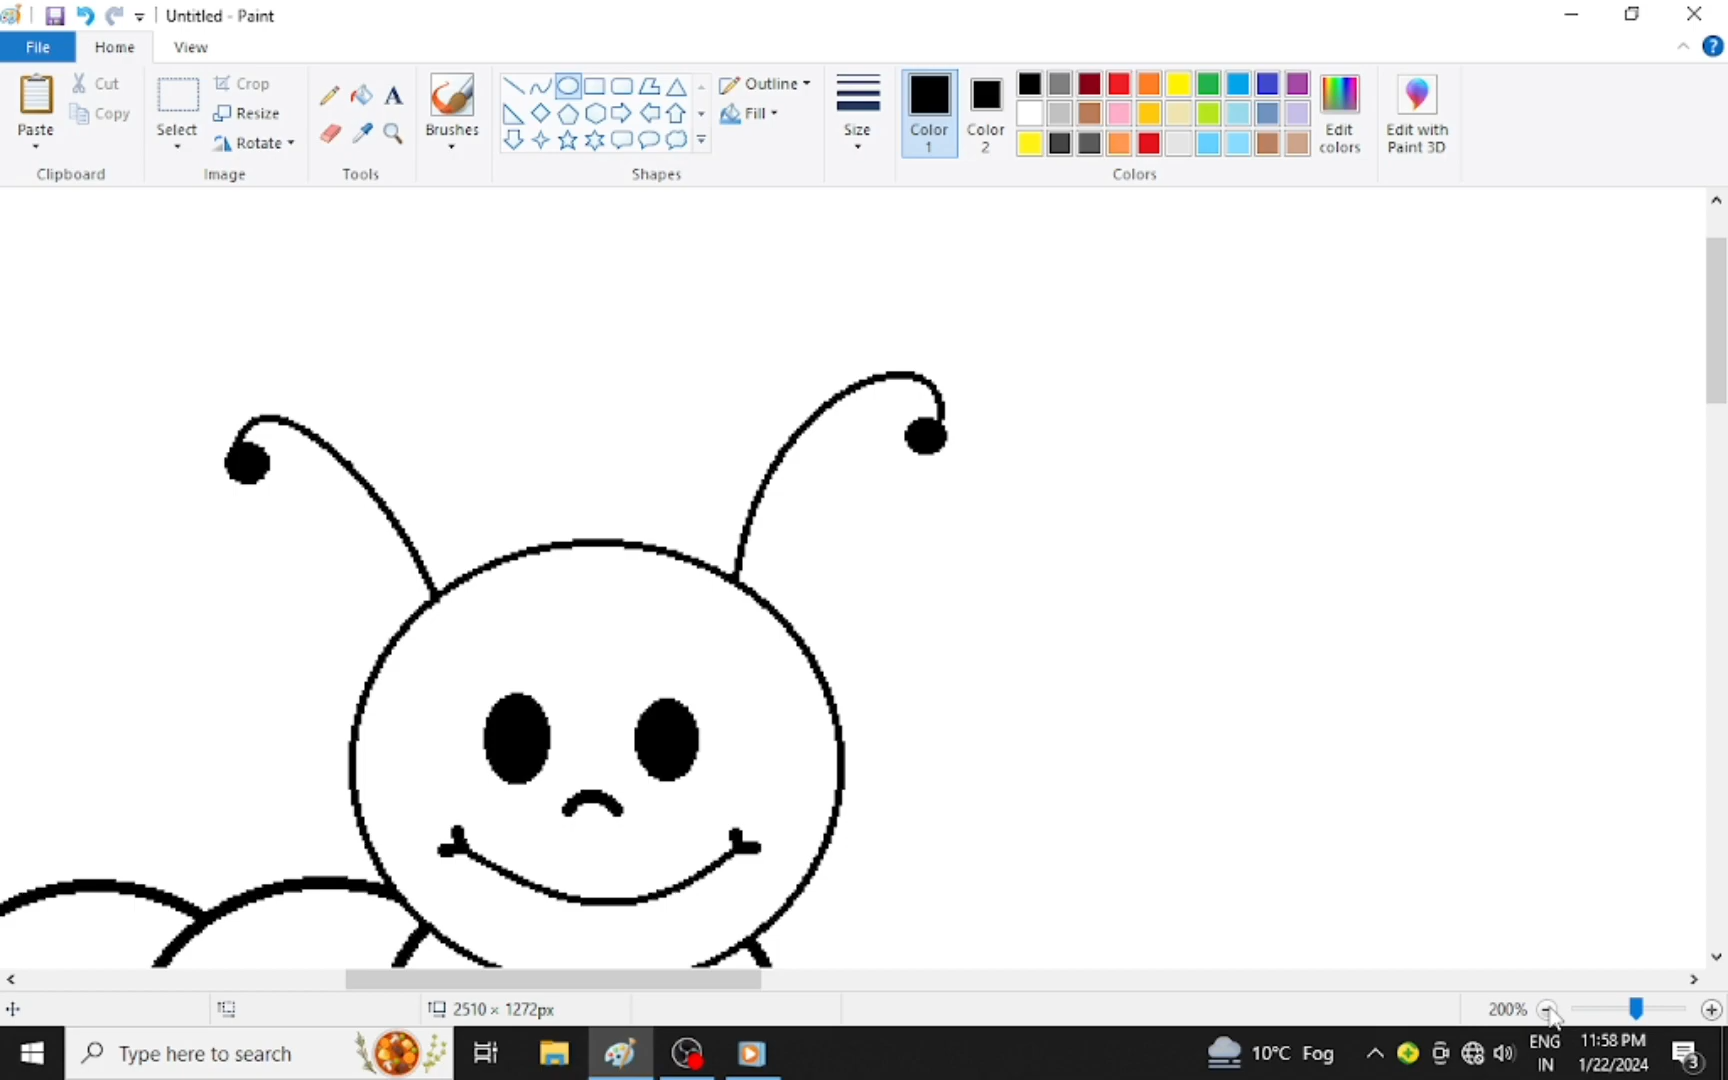 Untitled - Paint
File Home View
Paste Cut Copy Clipboard
Select Crop Resize Rotate Image
A Tools
Brushes
Outline Fill Shapes
Size
Color 1 Color 2 Edit colors Colors
Edit with Paint 3D
2510 × 1272px 200%
Type here to search 10°C Fog ENG IN 11:58 PM 1/22/2024 3